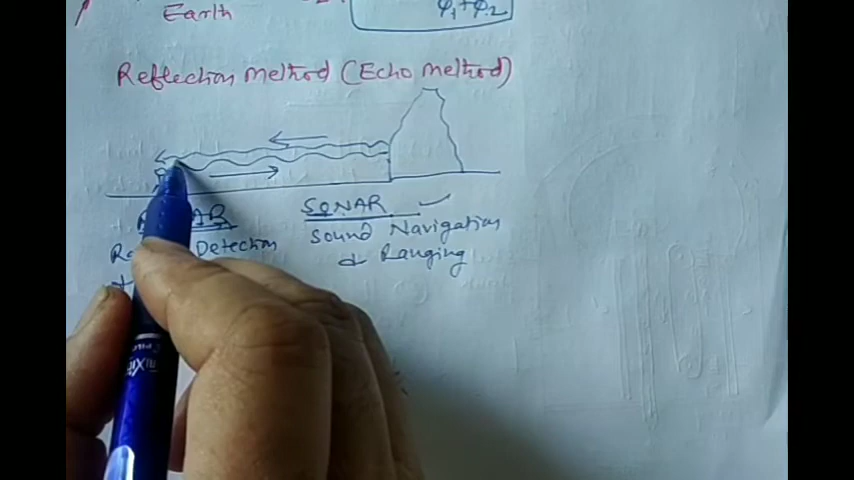 Earth
φ₁+φ₂
Reflection method (Echo method)
SONAR
Sound Navigation
Detection
& Ranging